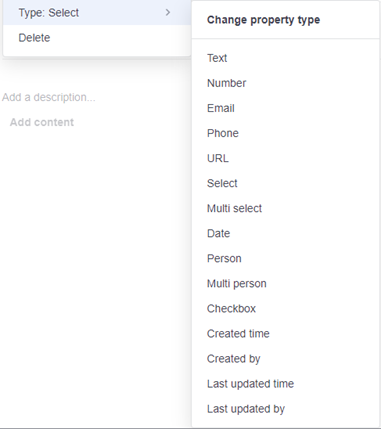 Type: Select
Delete
Add a description...
Add content
Change property type
Text
Number
Email
Phone
URL
Select
Multi select
Date
Person
Multi person
Checkbox
Created time
Created by
Last updated time
Last updated by